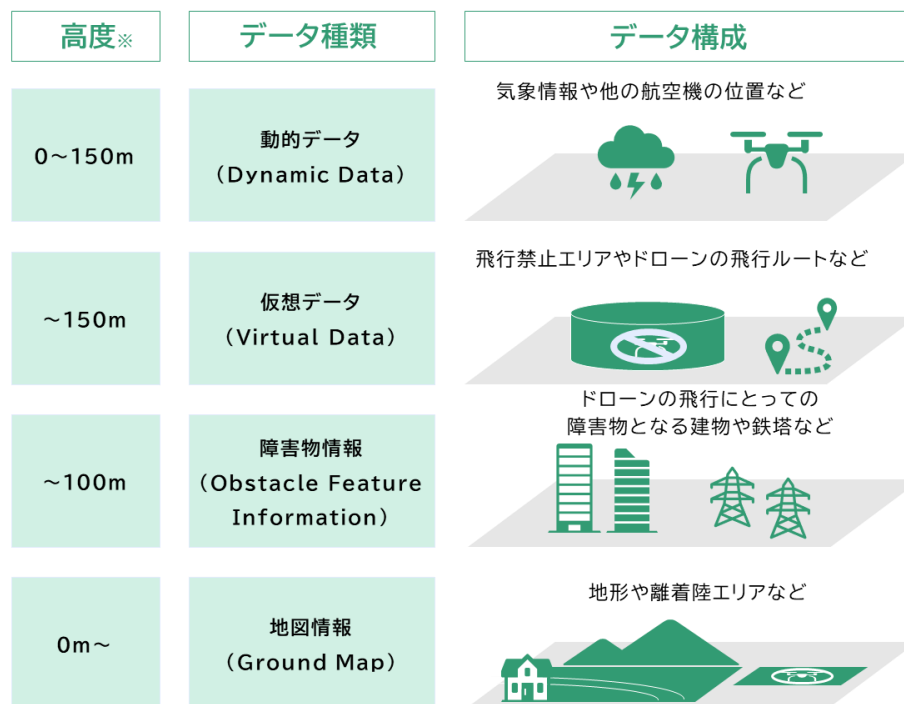 高度※
データ種類
データ構成
0～150m
動的データ
（Dynamic Data）
気象情報や他の航空機の位置など
～150m
仮想データ
（Virtual Data）
飛行禁止エリアやドローンの飛行ルートなど
～100m
障害物情報
（Obstacle Feature
Information）
ドローンの飛行にとっての
障害物となる建物や鉄塔など
0m～
地図情報
（Ground Map）
地形や離着陸エリアなど